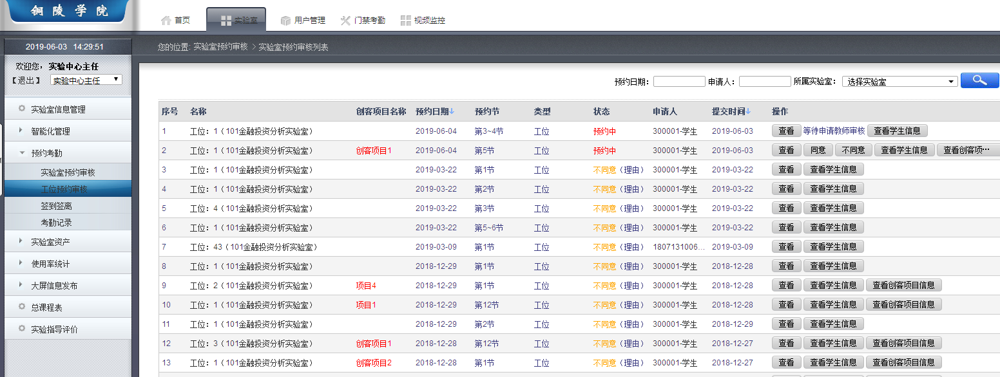 铜陵学院
首页 实验室 用户管理 门禁考勤 视频监控
2019-06-03 14:29:51
您的位置: 实验室预约审核 > 实验室预约审核列表
欢迎您，实验中心主任
【退出】 实验中心主任
实验室信息管理
智能化管理
预约考勤
实验室预约审核
工位预约审核
签到签离
考勤记录
实验室资产
使用率统计
大屏信息发布
总课程表
实验指导评价
预约日期： 申请人： 所属实验室： 选择实验室
序号 名称 创客项目名称 预约日期↓ 预约节 类型 状态 申请人 提交时间↓ 操作
1 工位：1（101金融投资分析实验室） 2019-06-04 第3~4节 工位 预约中 300001-学生 2019-06-03 查看 等待申请教师审核 查看学生信息
2 工位：1（101金融投资分析实验室） 创客项目1 2019-06-04 第5节 工位 预约中 300001-学生 2019-06-03 查看 同意 不同意 查看学生信息 查看创客项…
3 工位：1（101金融投资分析实验室） 2019-03-22 第1节 工位 不同意（理由） 300001-学生 2019-03-22 查看 查看学生信息
4 工位：1（101金融投资分析实验室） 2019-03-22 第2节 工位 不同意（理由） 300001-学生 2019-03-22 查看 查看学生信息
5 工位：4（101金融投资分析实验室） 2019-03-22 第3节 工位 不同意（理由） 300001-学生 2019-03-22 查看 查看学生信息
6 工位：1（101金融投资分析实验室） 2019-03-22 第5~6节 工位 不同意（理由） 300001-学生 2019-03-22 查看 查看学生信息
7 工位：43（101金融投资分析实验室） 2019-03-09 第1节 工位 不同意（理由） 1807131006... 2019-03-09 查看 查看学生信息
8 工位：1（101金融投资分析实验室） 2018-12-29 第1节 工位 不同意（理由） 300001-学生 2018-12-28 查看 查看学生信息
9 工位：2（101金融投资分析实验室） 项目4 2018-12-29 第1节 工位 不同意（理由） 300001-学生 2018-12-28 查看 查看学生信息 查看创客项目信息
10 工位：1（101金融投资分析实验室） 项目1 2018-12-29 第12节 工位 不同意（理由） 300001-学生 2018-12-28 查看 查看学生信息 查看创客项目信息
11 工位：1（101金融投资分析实验室） 2018-12-29 第2节 工位 不同意（理由） 300001-学生 2018-12-29 查看 查看学生信息
12 工位：3（101金融投资分析实验室） 创客项目1 2018-12-28 第12节 工位 不同意（理由） 300001-学生 2018-12-27 查看 查看学生信息 查看创客项目信息
13 工位：1（101金融投资分析实验室） 创客项目2 2018-12-28 第1节 工位 不同意（理由） 300001-学生 2018-12-27 查看 查看学生信息 查看创客项目信息